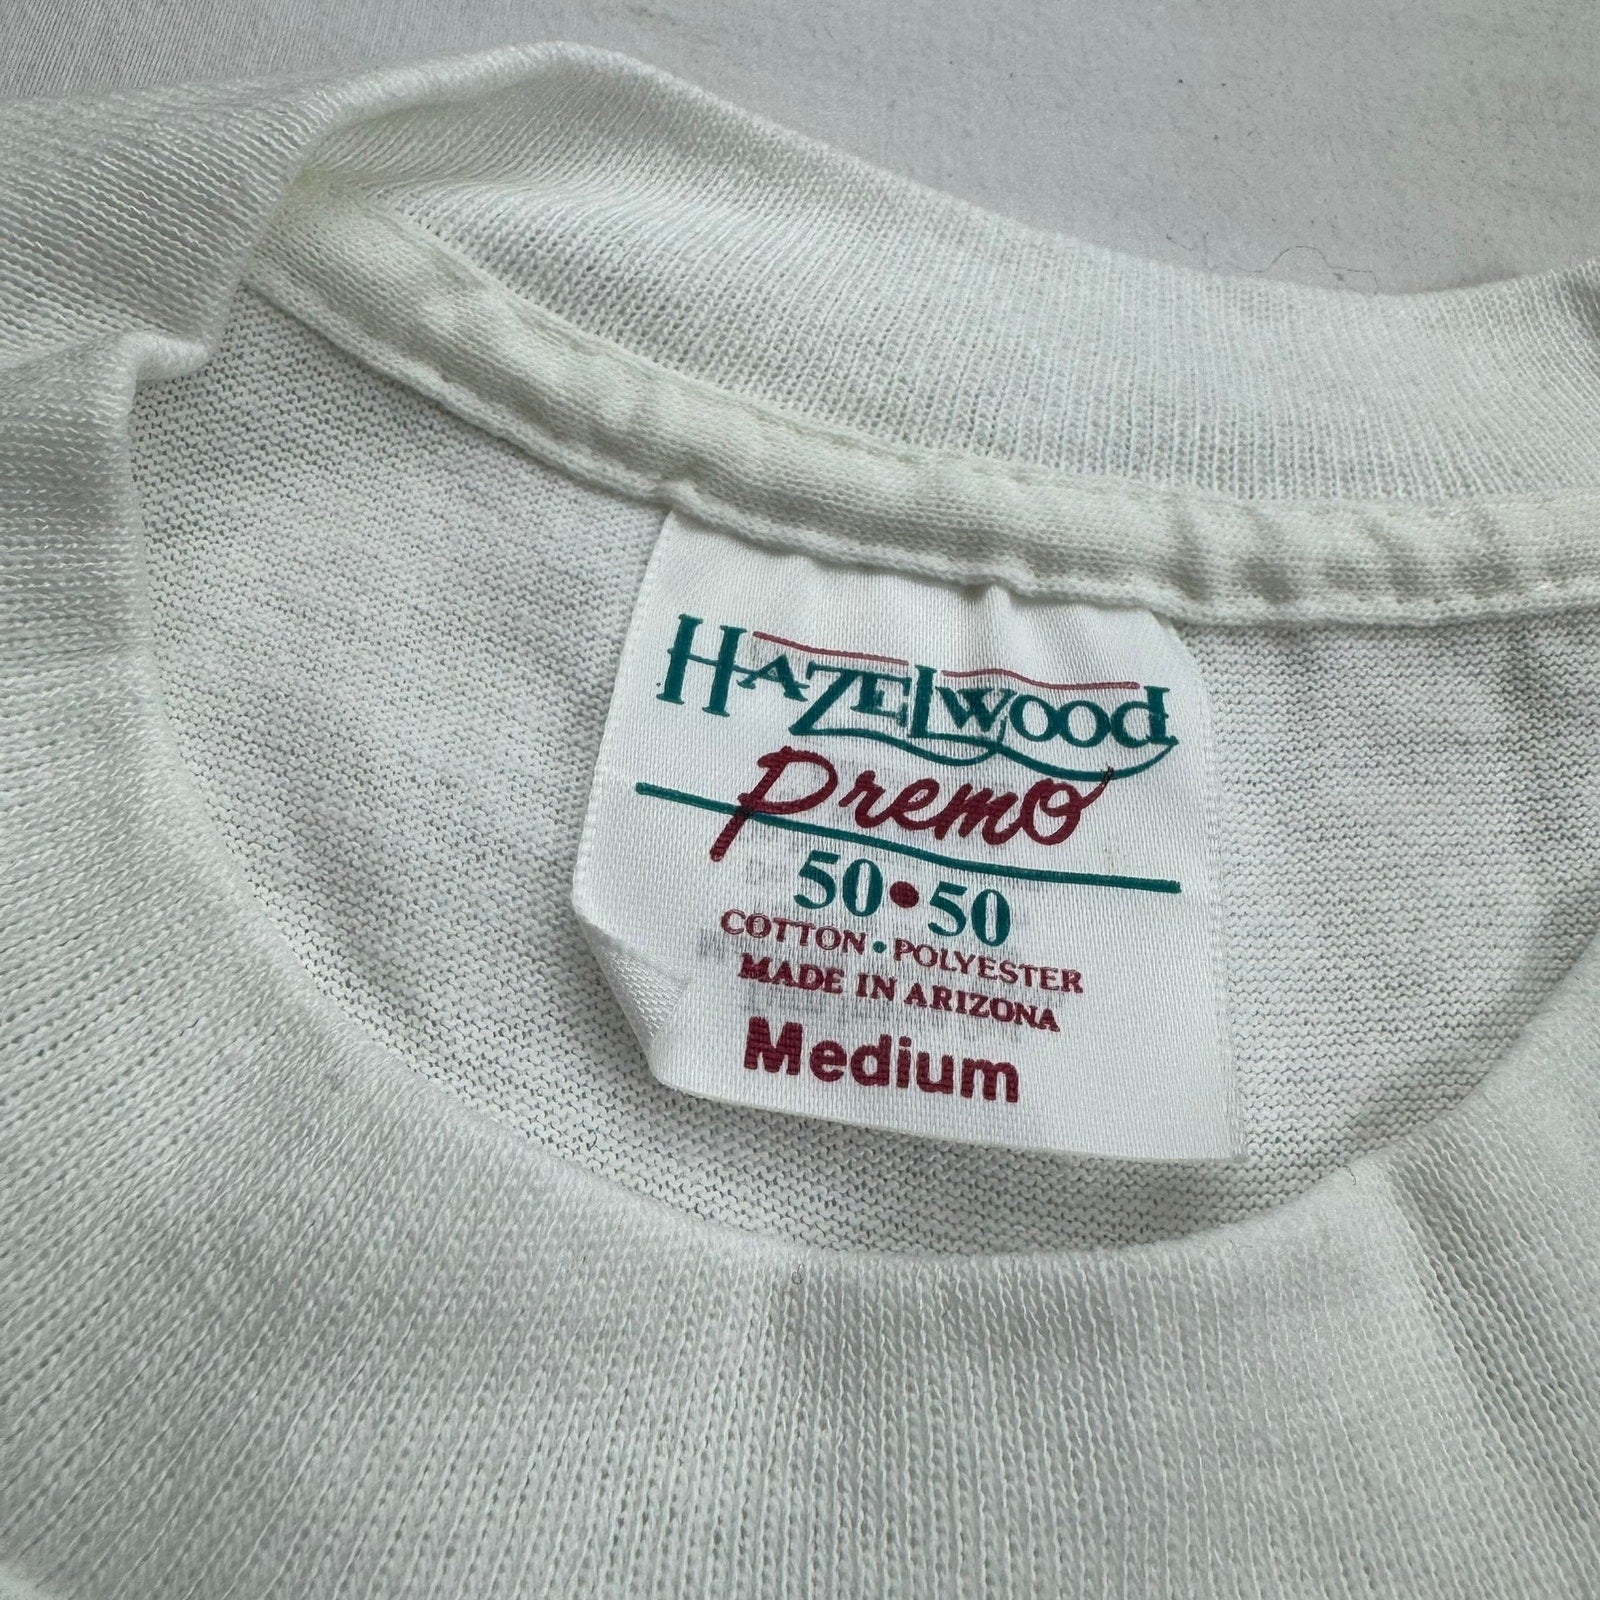 HAZELWOOD
Premo
50•50
COTTON•POLYESTER
MADE IN ARIZONA
Medium